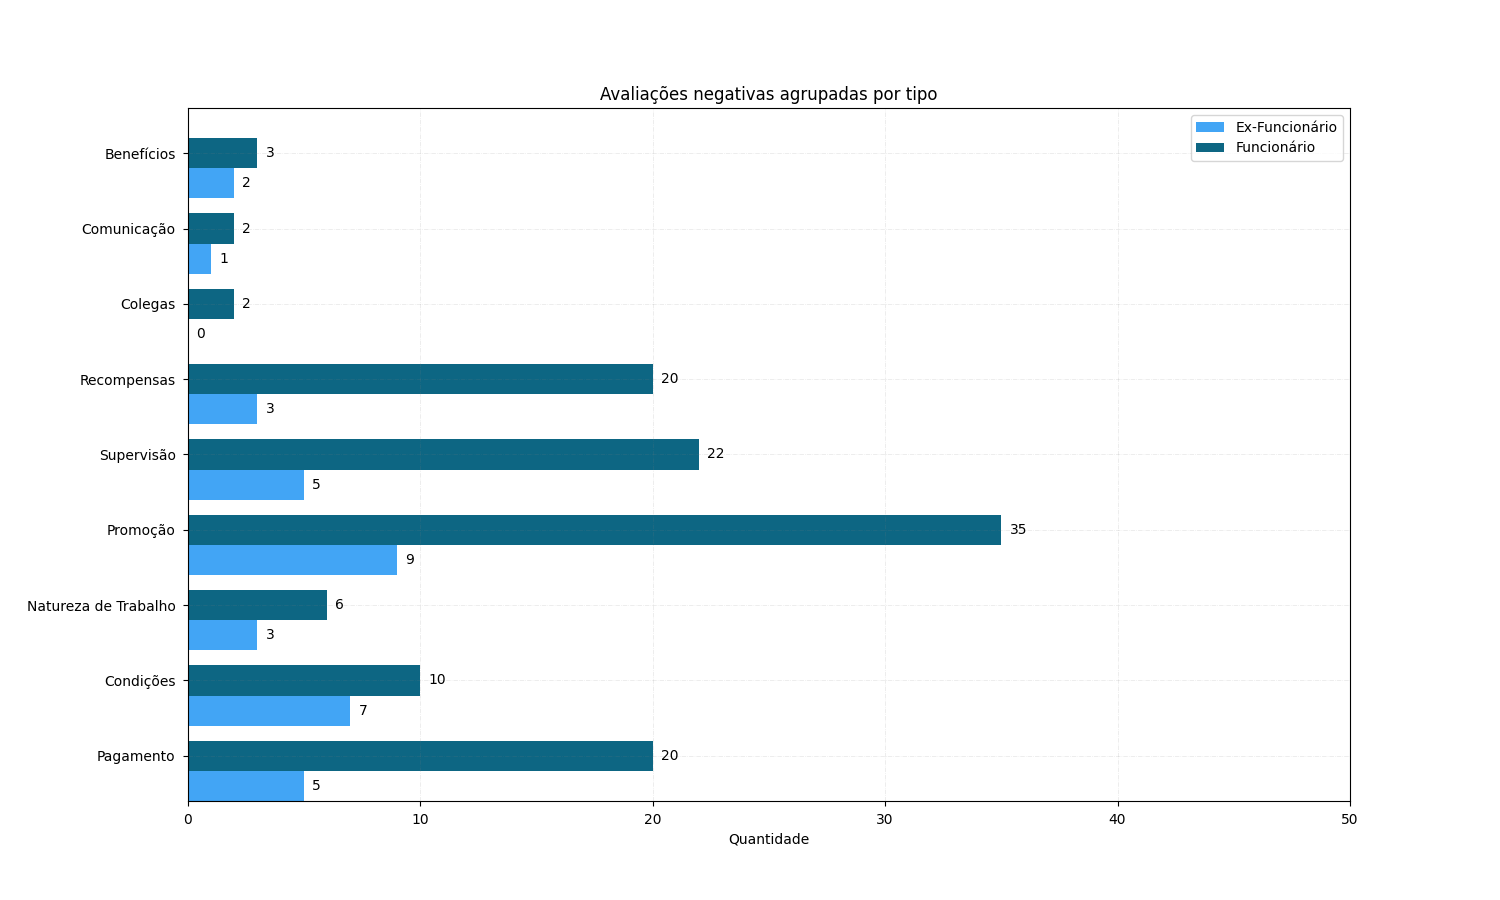 Avaliações negativas agrupadas por tipo
Ex-Funcionário
Funcionário
Benefícios 3
2
Comunicação 2
1
Colegas 2
0
Recompensas 20
3
Supervisão 22
5
Promoção 35
9
Natureza de Trabalho 6
3
Condições 10
7
Pagamento 20
5
0 10 20 30 40 50
Quantidade